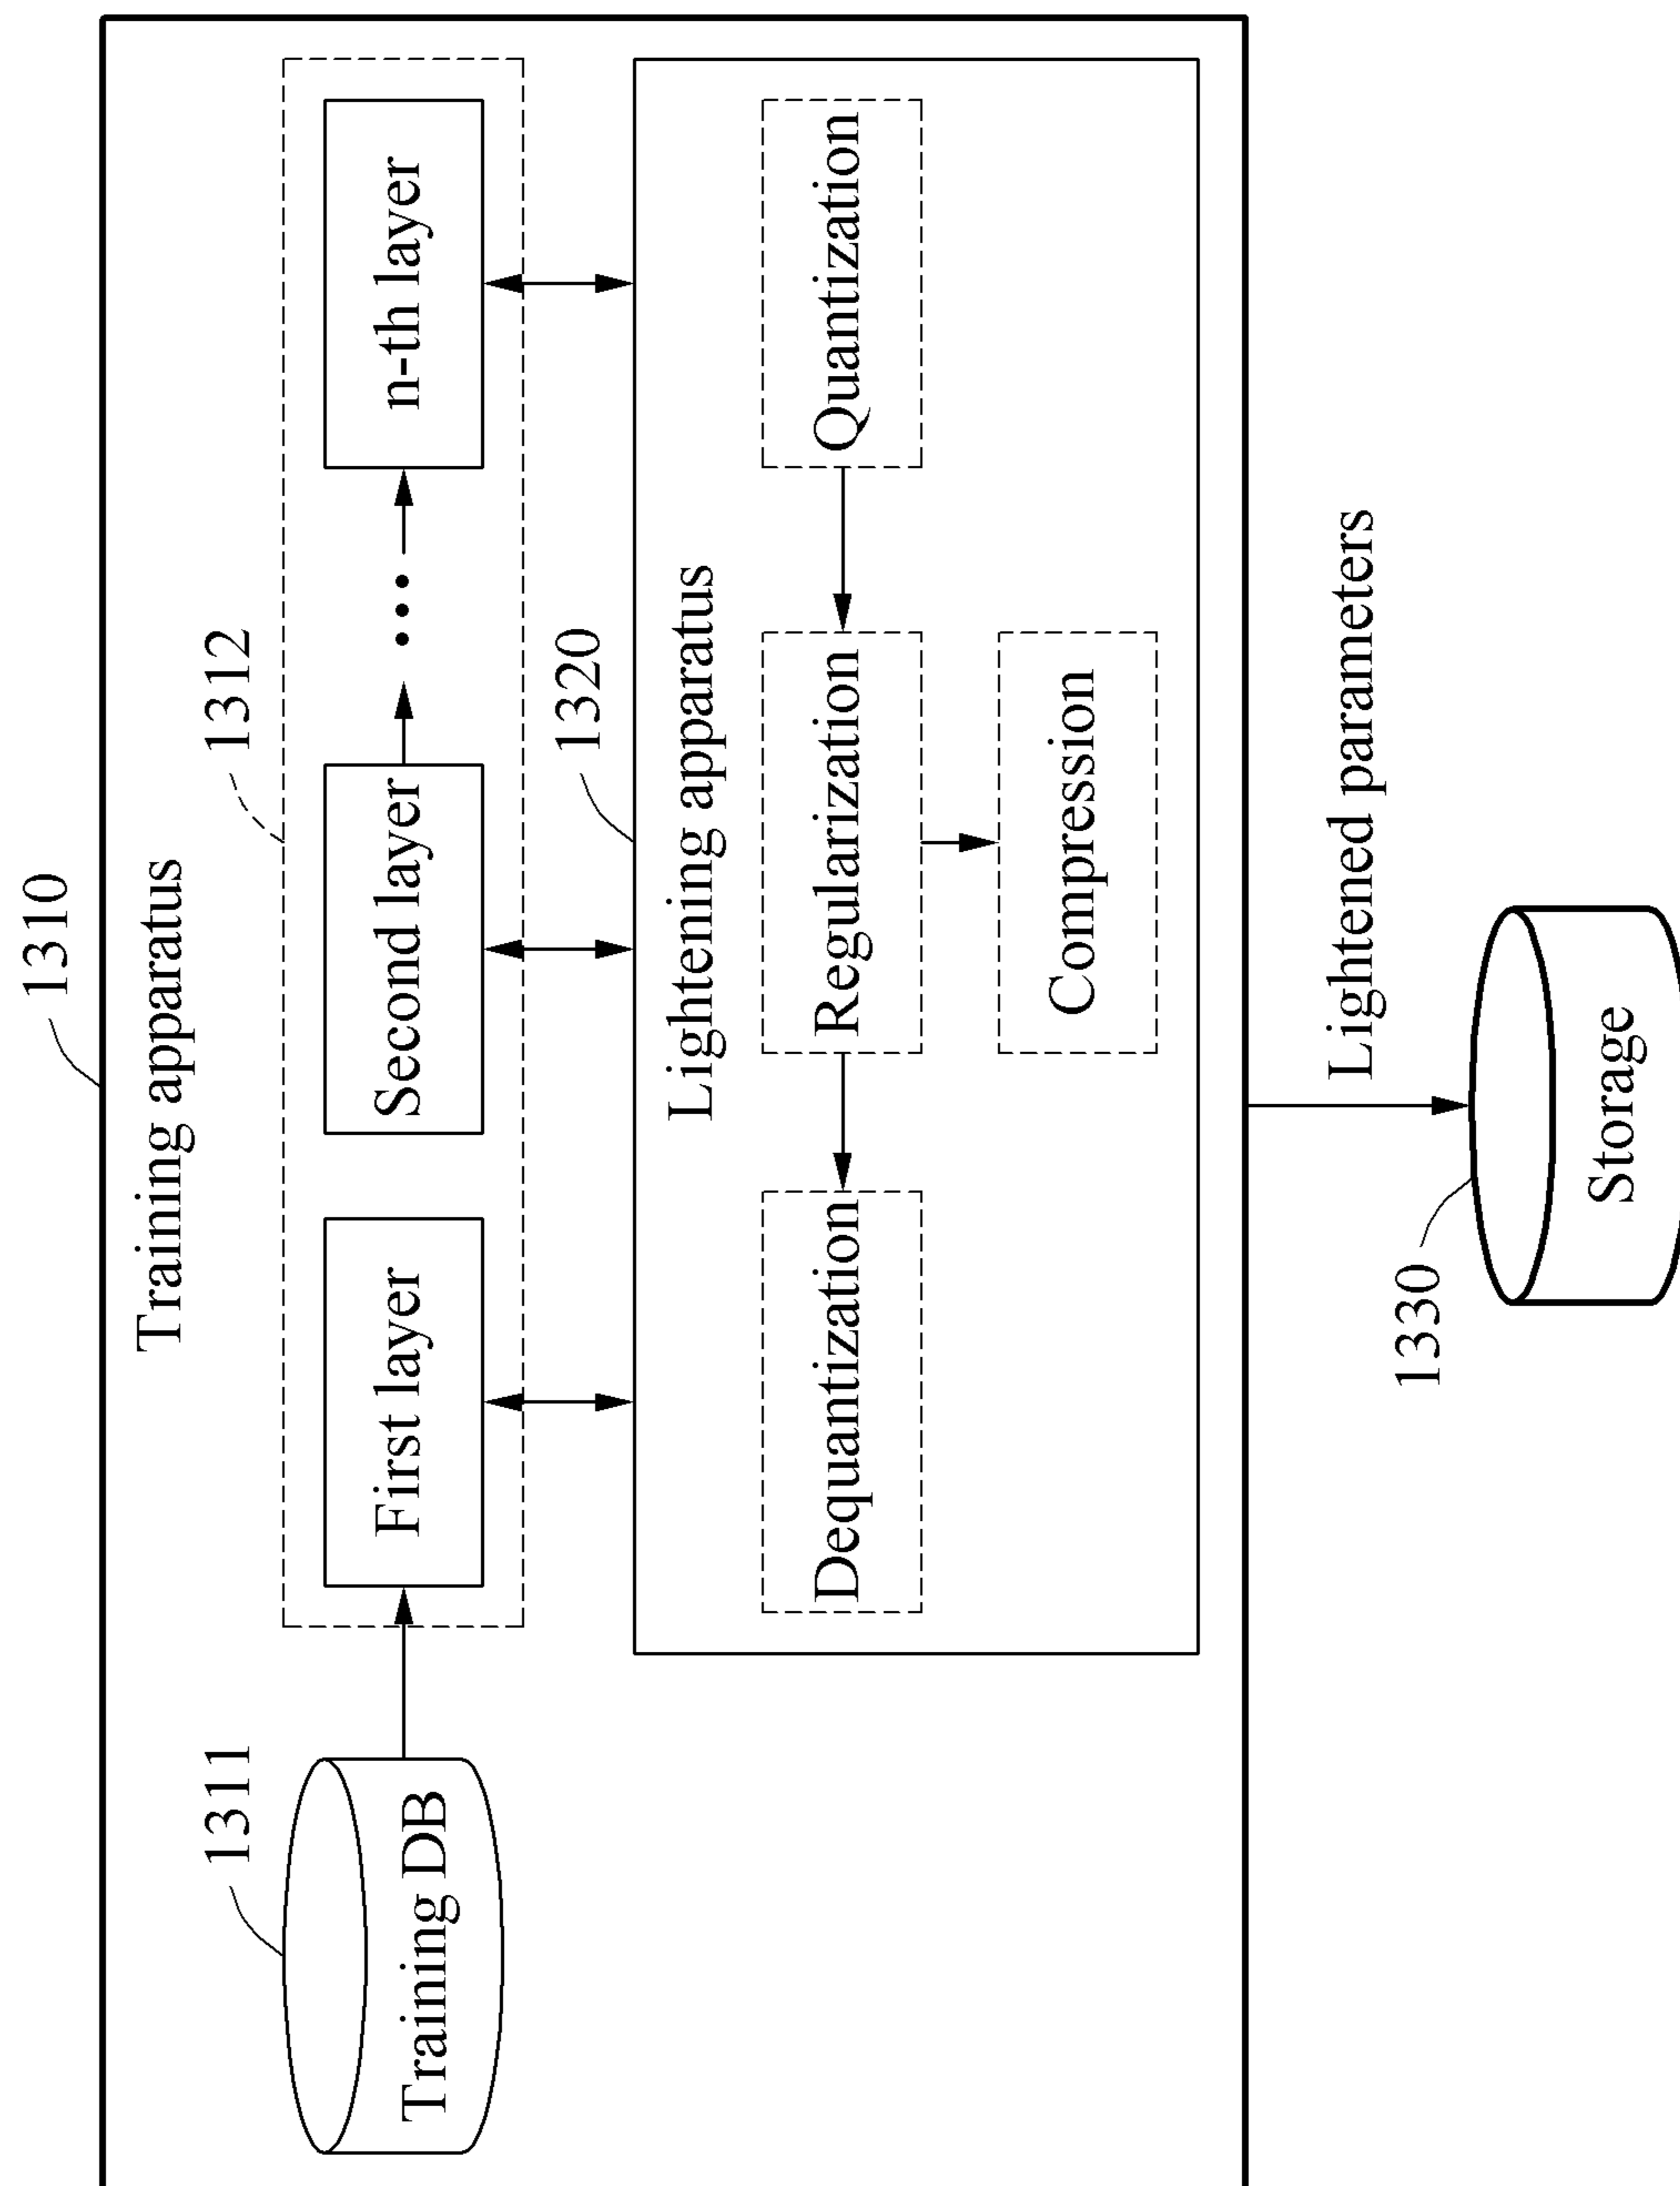 1310
Training apparatus
1311
1312
Training DB
First layer
Second layer
•••
n-th layer
1320
Lightening apparatus
Dequantization
Regularization
Quantization
Compression
Lightened parameters
1330
Storage